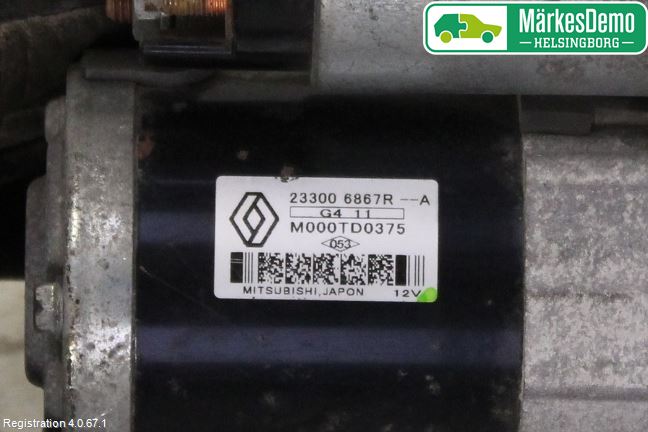 MärkesDemo
HELSINGBORG
23300 6867R --A
G4 11
M000TD0375
053
MITSUBISHI, JAPON 12V
Registration 4.0.67.1